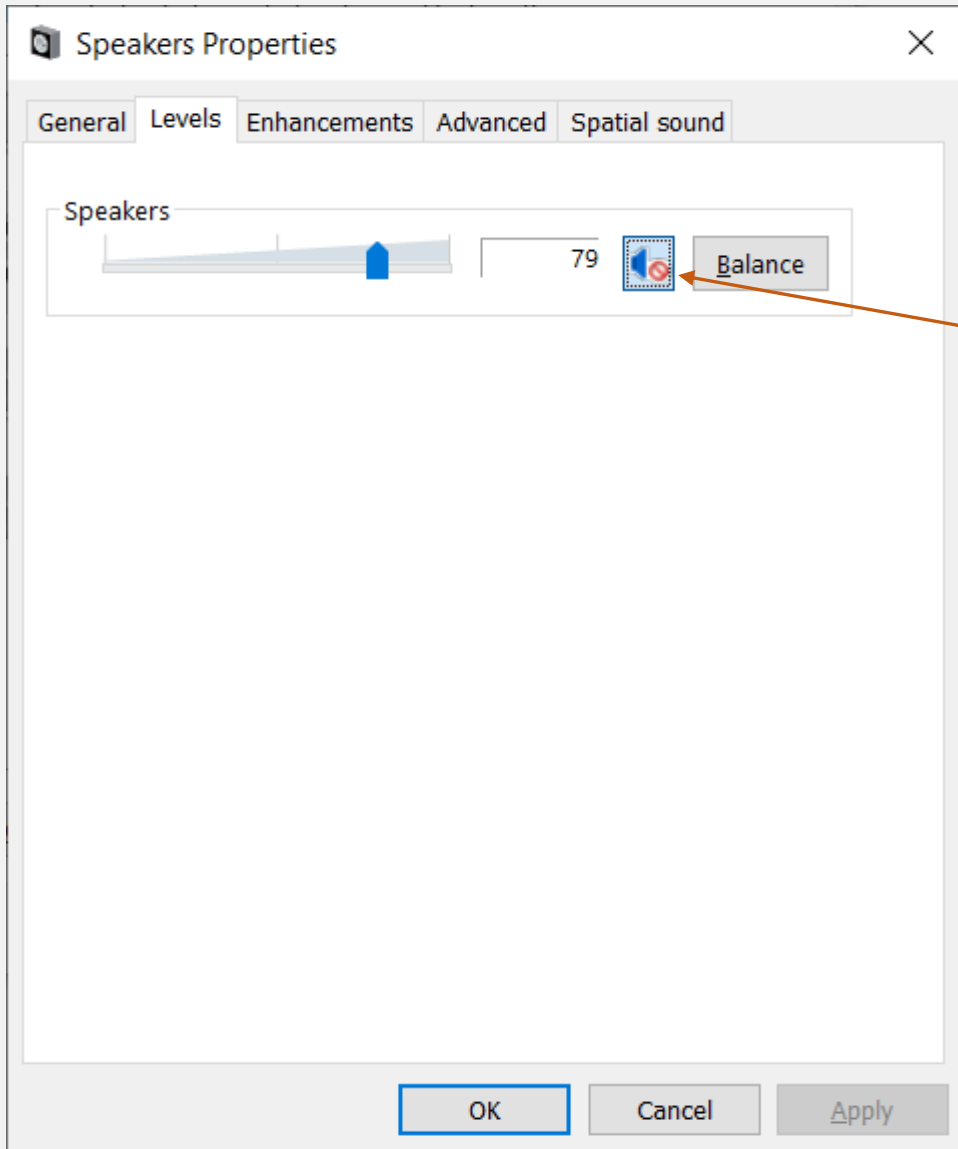 Speakers Properties
General Levels Enhancements Advanced Spatial sound
Speakers
79 Balance
OK Cancel Apply